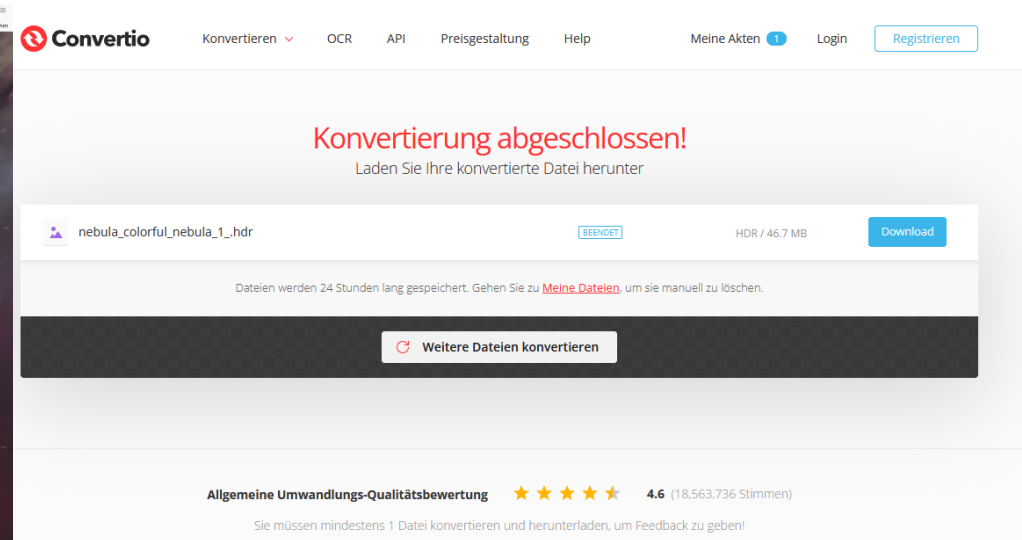 Convertio
Konvertieren OCR API Preisgestaltung Help Meine Akten 1 Login Registrieren
Konvertierung abgeschlossen!
Laden Sie Ihre konvertierte Datei herunter
nebula_colorful_nebula_1_.hdr BEENDET HDR / 46.7 MB Download
Dateien werden 24 Stunden lang gespeichert. Gehen Sie zu Meine Dateien, um sie manuell zu löschen.
Weitere Dateien konvertieren
Allgemeine Umwandlungs-Qualitätsbewertung 4.6 (18,563,736 Stimmen)
Sie müssen mindestens 1 Datei konvertieren und herunterladen, um Feedback zu geben!